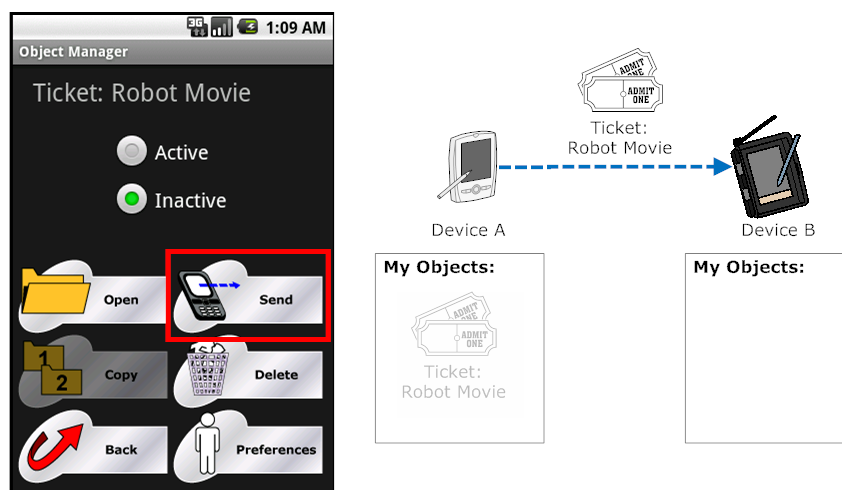 3G
1:09 AM
Object Manager
Ticket: Robot Movie
Active
Inactive
Open
Send
1
2
Copy
Delete
Back
Preferences
ADMIT
ADMIT
ONE
Ticket:
Robot Movie
Device A
Device B
My Objects:
ADMIT
ONE
ADMIT
ONE
Ticket:
Robot Movie
My Objects: